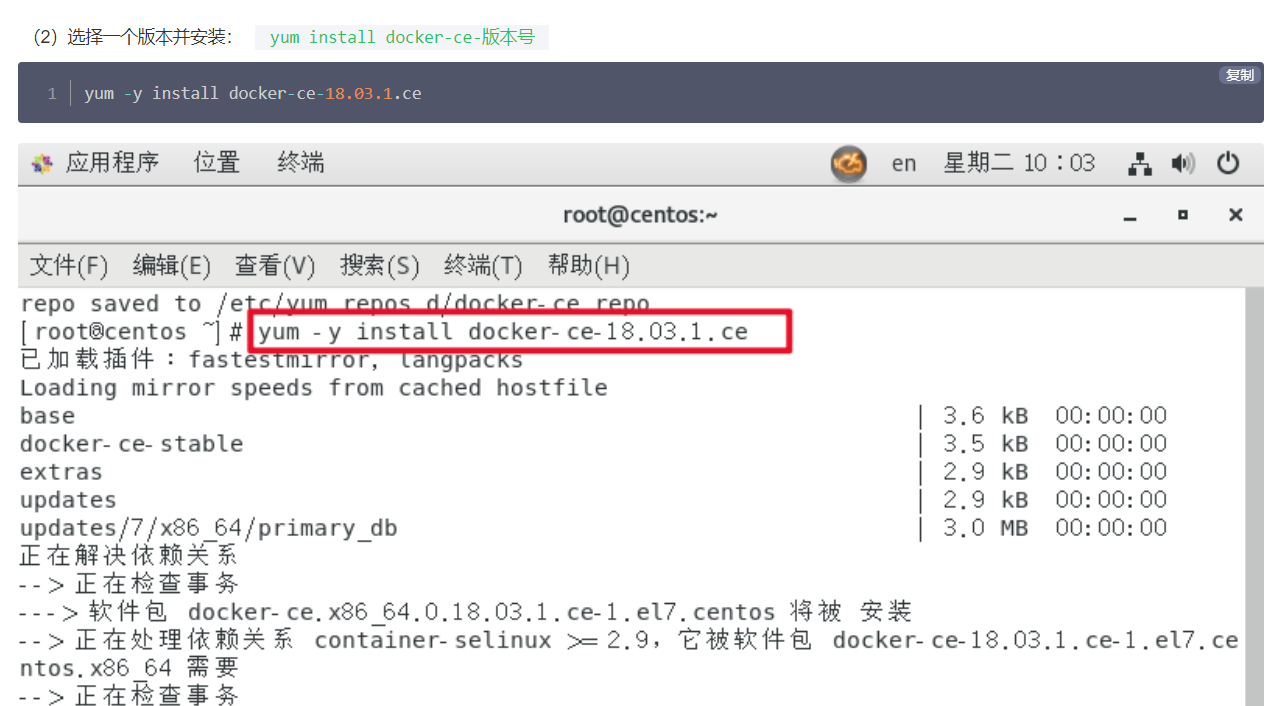 （2）选择一个版本并安装： yum install docker-ce-版本号
复制
1 yum -y install docker-ce-18.03.1.ce
应用程序 位置 终端 en 星期二 10：03
root@centos:~
文件(F) 编辑(E) 查看(V) 搜索(S) 终端(T) 帮助(H)
repo saved to /etc/yum.repos.d/docker-ce.repo
[root@centos ~]# yum -y install docker-ce-18.03.1.ce
已加载插件：fastestmirror, langpacks
Loading mirror speeds from cached hostfile
base | 3.6 kB 00:00:00
docker-ce-stable | 3.5 kB 00:00:00
extras | 2.9 kB 00:00:00
updates | 2.9 kB 00:00:00
updates/7/x86_64/primary_db | 3.0 MB 00:00:00
正在解决依赖关系
--> 正在检查事务
---> 软件包 docker-ce.x86_64.0.18.03.1.ce-1.el7.centos 将被 安装
--> 正在处理依赖关系 container-selinux >= 2.9，它被软件包 docker-ce-18.03.1.ce-1.el7.ce
ntos.x86_64 需要
--> 正在检查事务